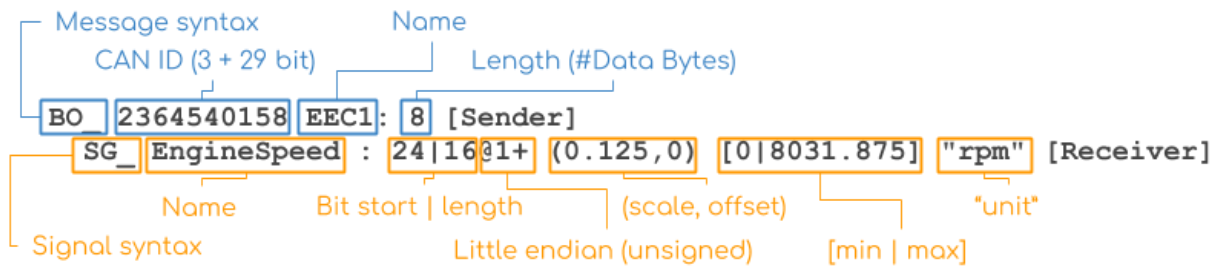 Message syntax
Name
CAN ID (3 + 29 bit)
Length (#Data Bytes)
BO_ 2364540158 EEC1: 8 [Sender]
SG_ EngineSpeed : 24|16@1+ (0.125,0) [0|8031.875] "rpm" [Receiver]
Name
Bit start | length
(scale, offset)
"unit"
Signal syntax
Little endian (unsigned)
[min | max]